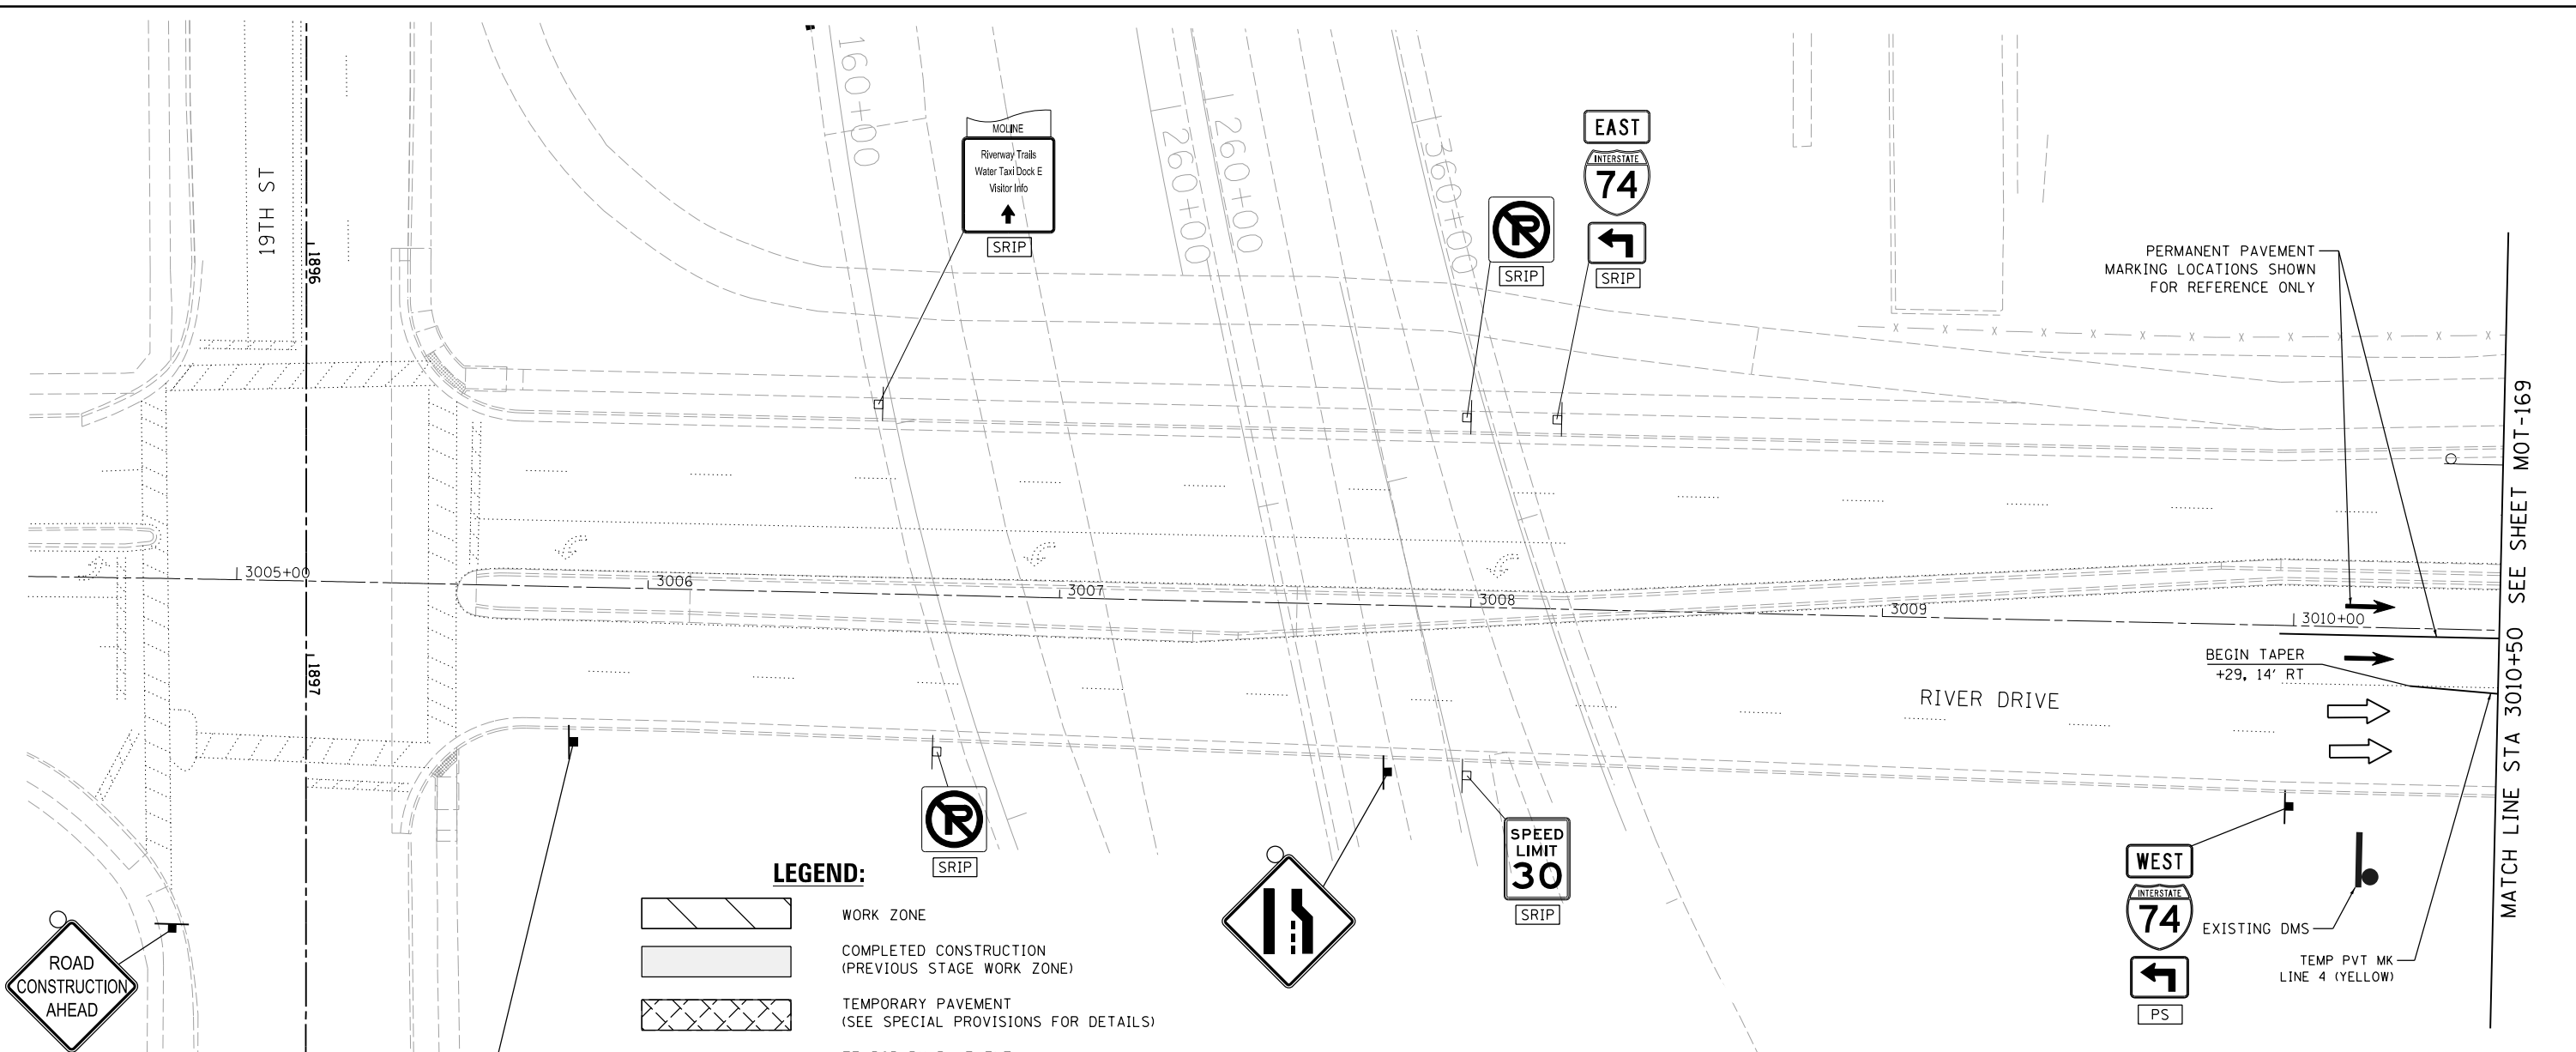 19TH ST
1896
1897
160+00
260+00
260+00
360+00
MOLINE
Riverway Trails
Water Taxi Dock E
Visitor Info
SRIP
SRIP
EAST
INTERSTATE
74
SRIP
PERMANENT PAVEMENT
MARKING LOCATIONS SHOWN
FOR REFERENCE ONLY
3005+00
3006
3007
3008
3009
3010+00
BEGIN TAPER
+29, 14' RT
RIVER DRIVE
MATCH LINE STA 3010+50 SEE SHEET MOT-169
SRIP
SPEED
LIMIT
30
SRIP
WEST
INTERSTATE
74
PS
EXISTING DMS
TEMP PVT MK
LINE 4 (YELLOW)
ROAD
CONSTRUCTION
AHEAD
LEGEND:
WORK ZONE
COMPLETED CONSTRUCTION
(PREVIOUS STAGE WORK ZONE)
TEMPORARY PAVEMENT
(SEE SPECIAL PROVISIONS FOR DETAILS)